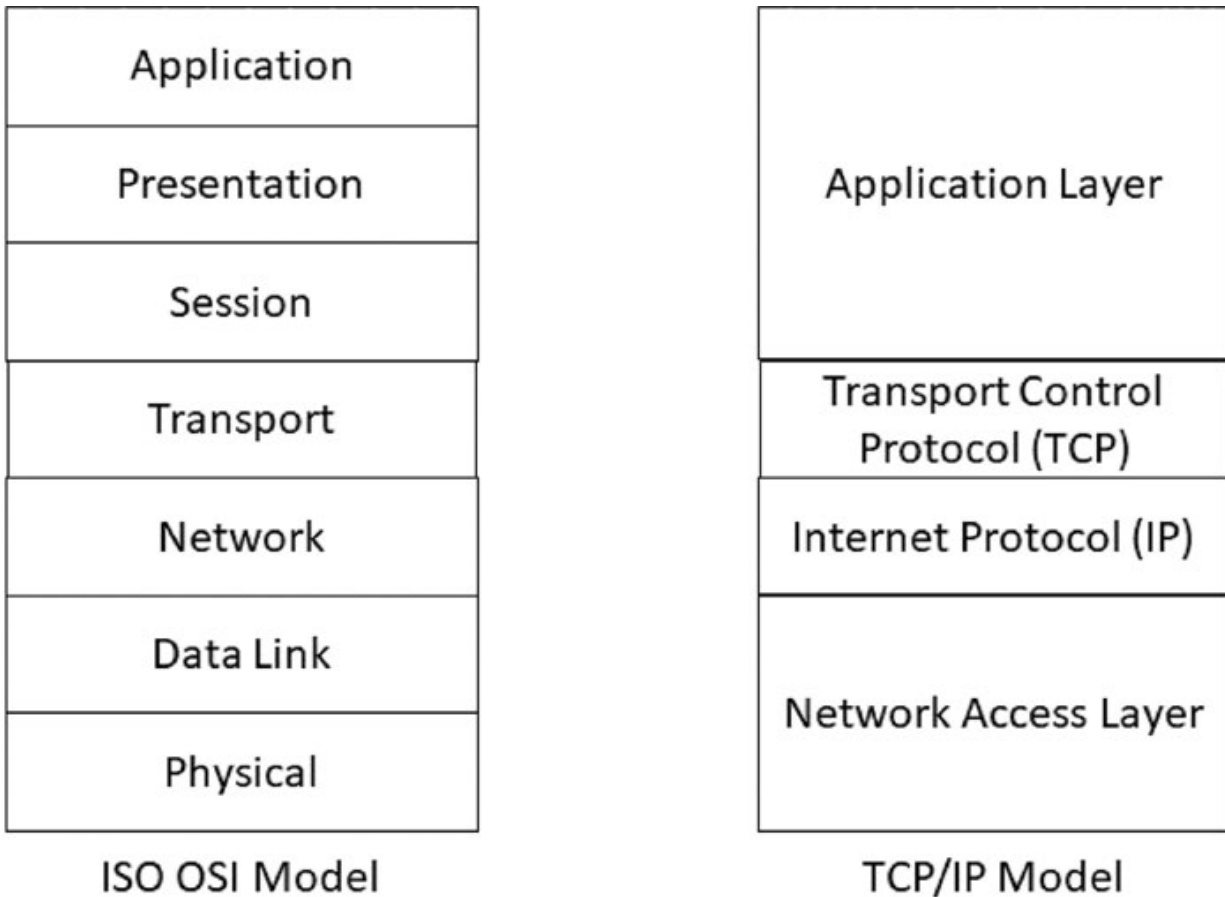 Application
Presentation
Session
Transport
Network
Data Link
Physical
ISO OSI Model
Application Layer
Transport Control
Protocol (TCP)
Internet Protocol (IP)
Network Access Layer
TCP/IP Model